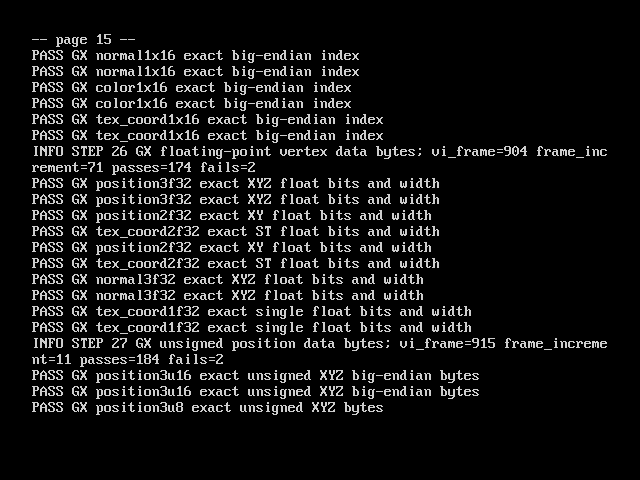 -- page 15 --
PASS GX normal1x16 exact big-endian index
PASS GX normal1x16 exact big-endian index
PASS GX color1x16 exact big-endian index
PASS GX color1x16 exact big-endian index
PASS GX tex_coord1x16 exact big-endian index
PASS GX tex_coord1x16 exact big-endian index
INFO STEP 26 GX floating-point vertex data bytes; vi_frame=904 frame_inc
rement=71 passes=174 fails=2
PASS GX position3f32 exact XYZ float bits and width
PASS GX position3f32 exact XYZ float bits and width
PASS GX position2f32 exact XY float bits and width
PASS GX tex_coord2f32 exact ST float bits and width
PASS GX position2f32 exact XY float bits and width
PASS GX tex_coord2f32 exact ST float bits and width
PASS GX normal3f32 exact XYZ float bits and width
PASS GX normal3f32 exact XYZ float bits and width
PASS GX tex_coord1f32 exact single float bits and width
PASS GX tex_coord1f32 exact single float bits and width
INFO STEP 27 GX unsigned position data bytes; vi_frame=915 frame_increme
nt=11 passes=184 fails=2
PASS GX position3u16 exact unsigned XYZ big-endian bytes
PASS GX position3u16 exact unsigned XYZ big-endian bytes
PASS GX position3u8 exact unsigned XYZ bytes